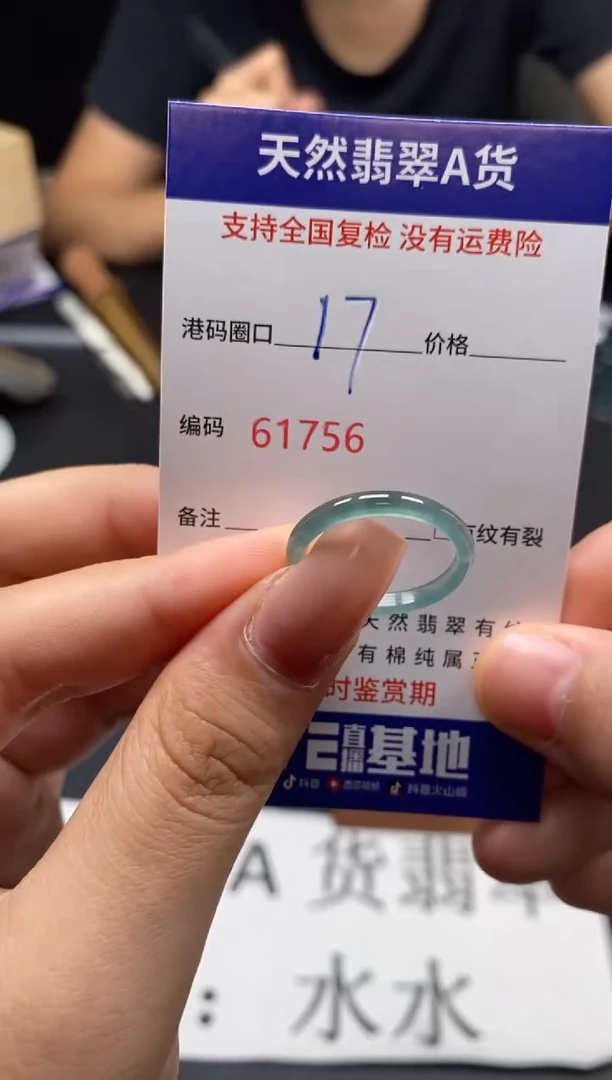 天然翡翠A货
支持全国复检 没有运费险
港码圈口 17 价格
编码 61756
备注 纹有裂
天然翡翠有
有棉纯属
时鉴赏期
直播基地
抖音 西瓜视频 抖音火山版
A 货翡翠
：水水